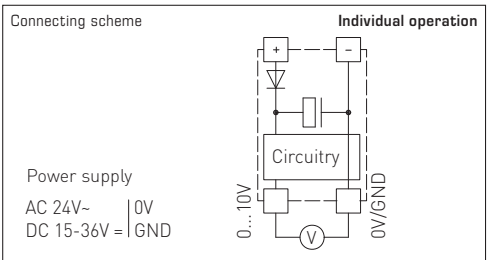 Connecting scheme
Individual operation
+
–
Circuitry
Power supply
AC 24V~ | 0V
DC 15-36V = | GND
0...10V
0V/GND
V